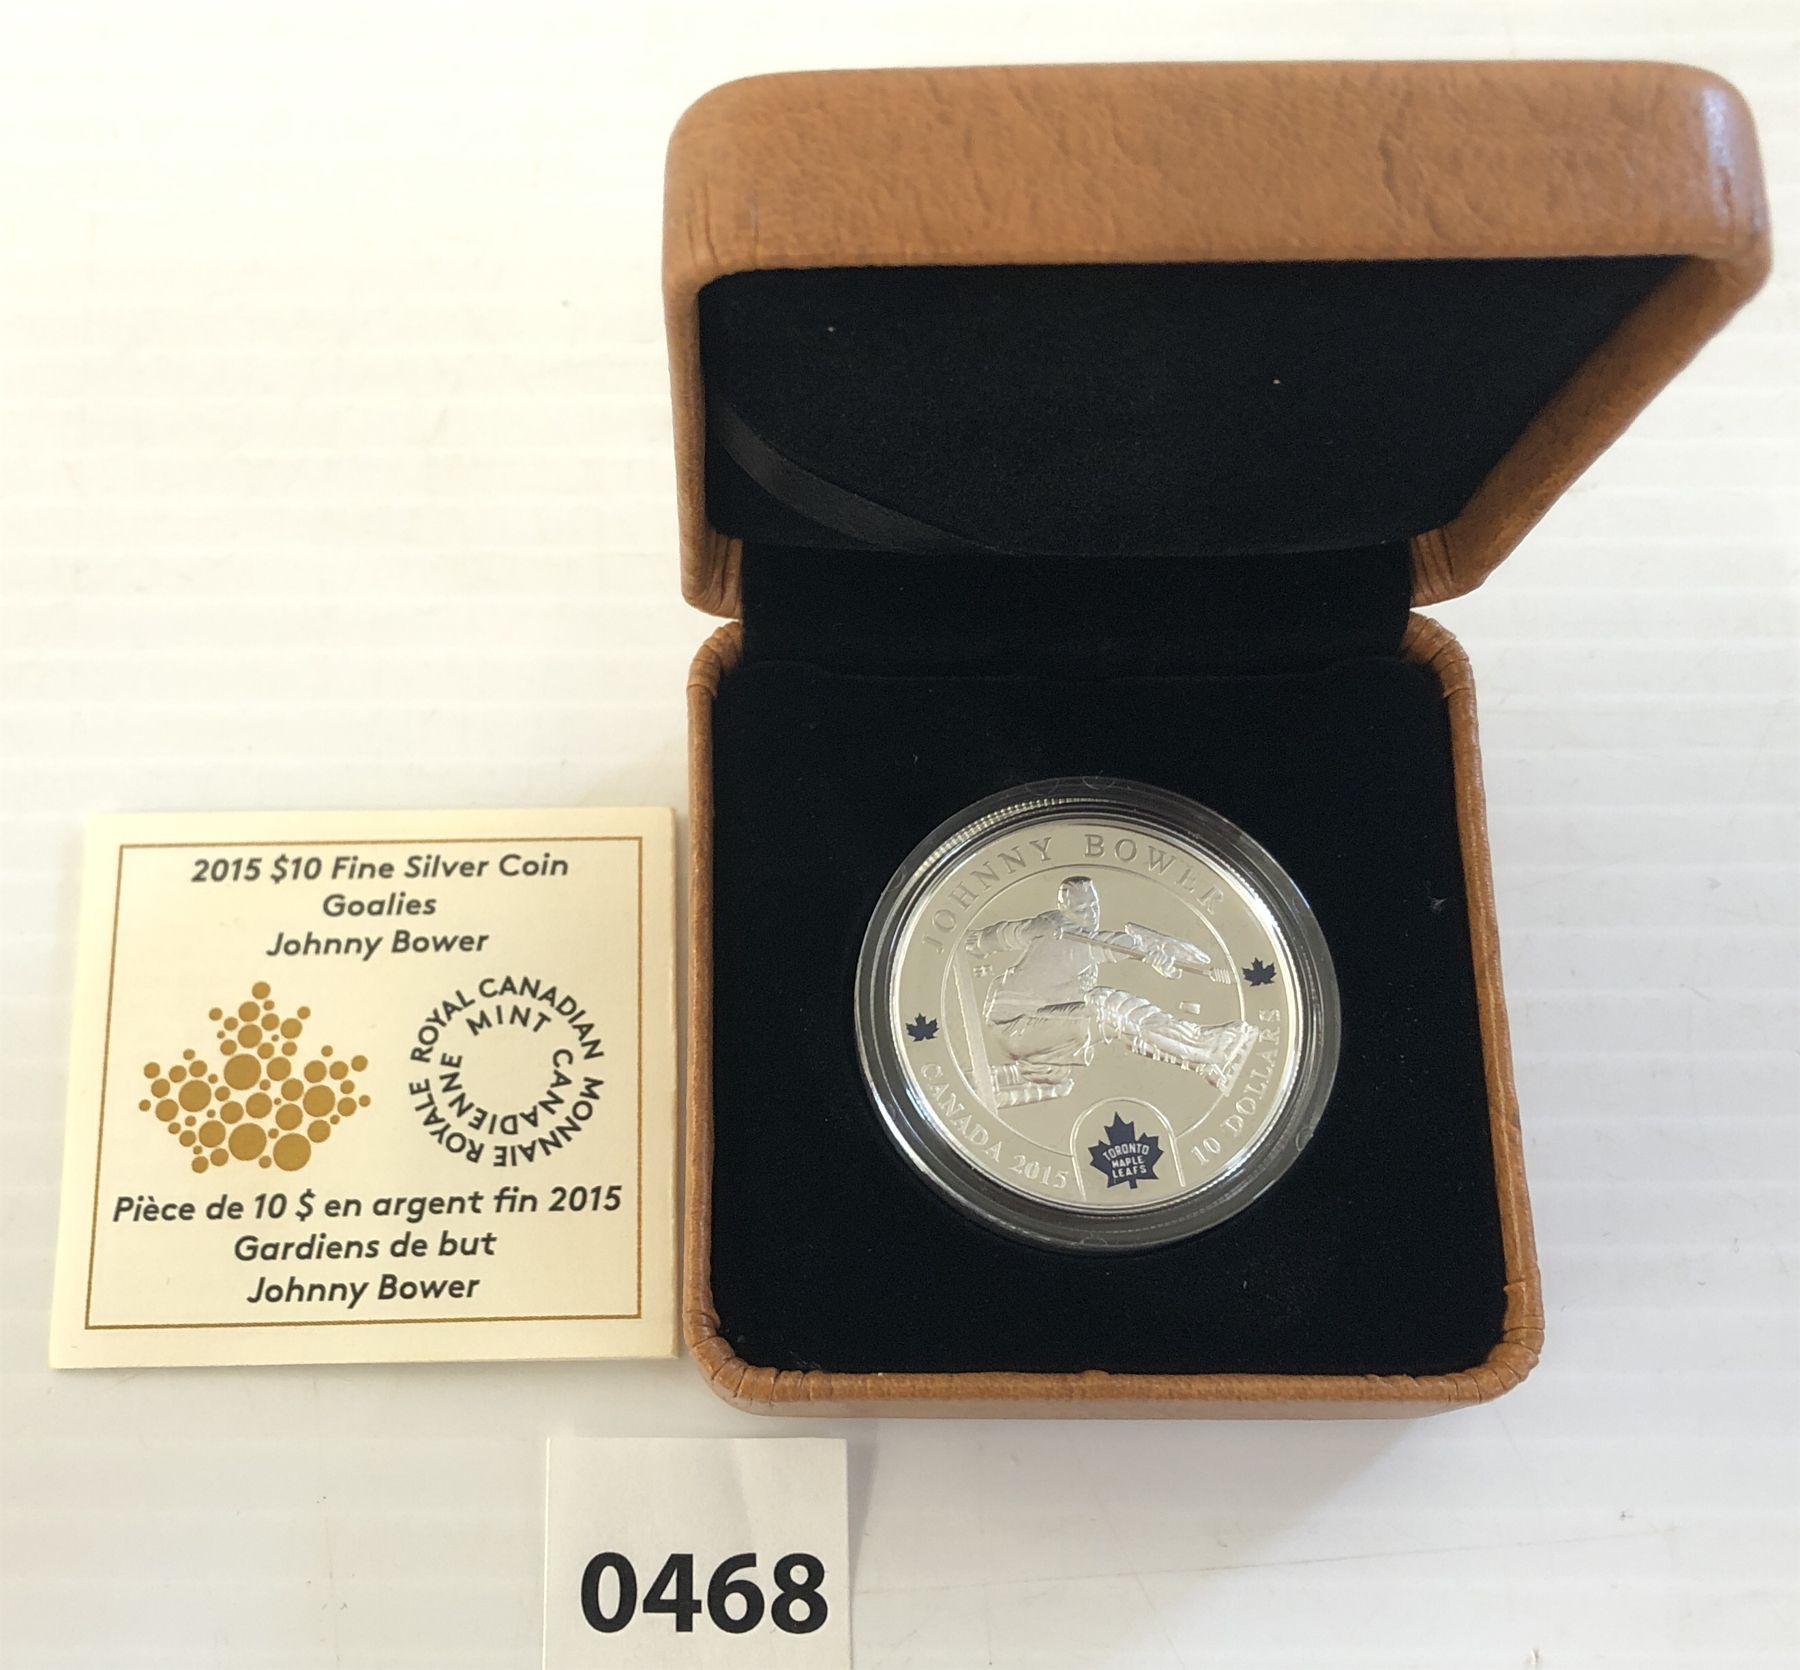 2015 $10 Fine Silver Coin
Goalies
Johnny Bower
ROYAL CANADIAN MINT
MONNAIE ROYALE CANADIENNE
Pièce de 10 $ en argent fin 2015
Gardiens de but
Johnny Bower
JOHNNY BOWER
CANADA 2015
10 DOLLARS
TORONTO
MAPLE
LEAFS
0468